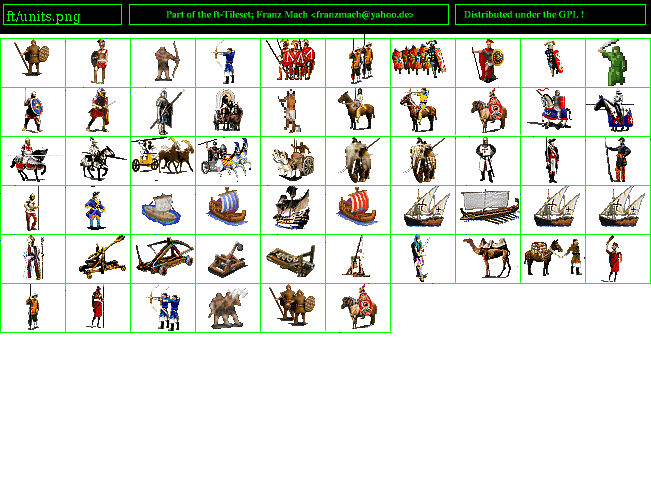 ft/units.png
Part of the ft-Tileset; Franz Mach <franzmach@yahoo.de>
Distributed under the GPL !